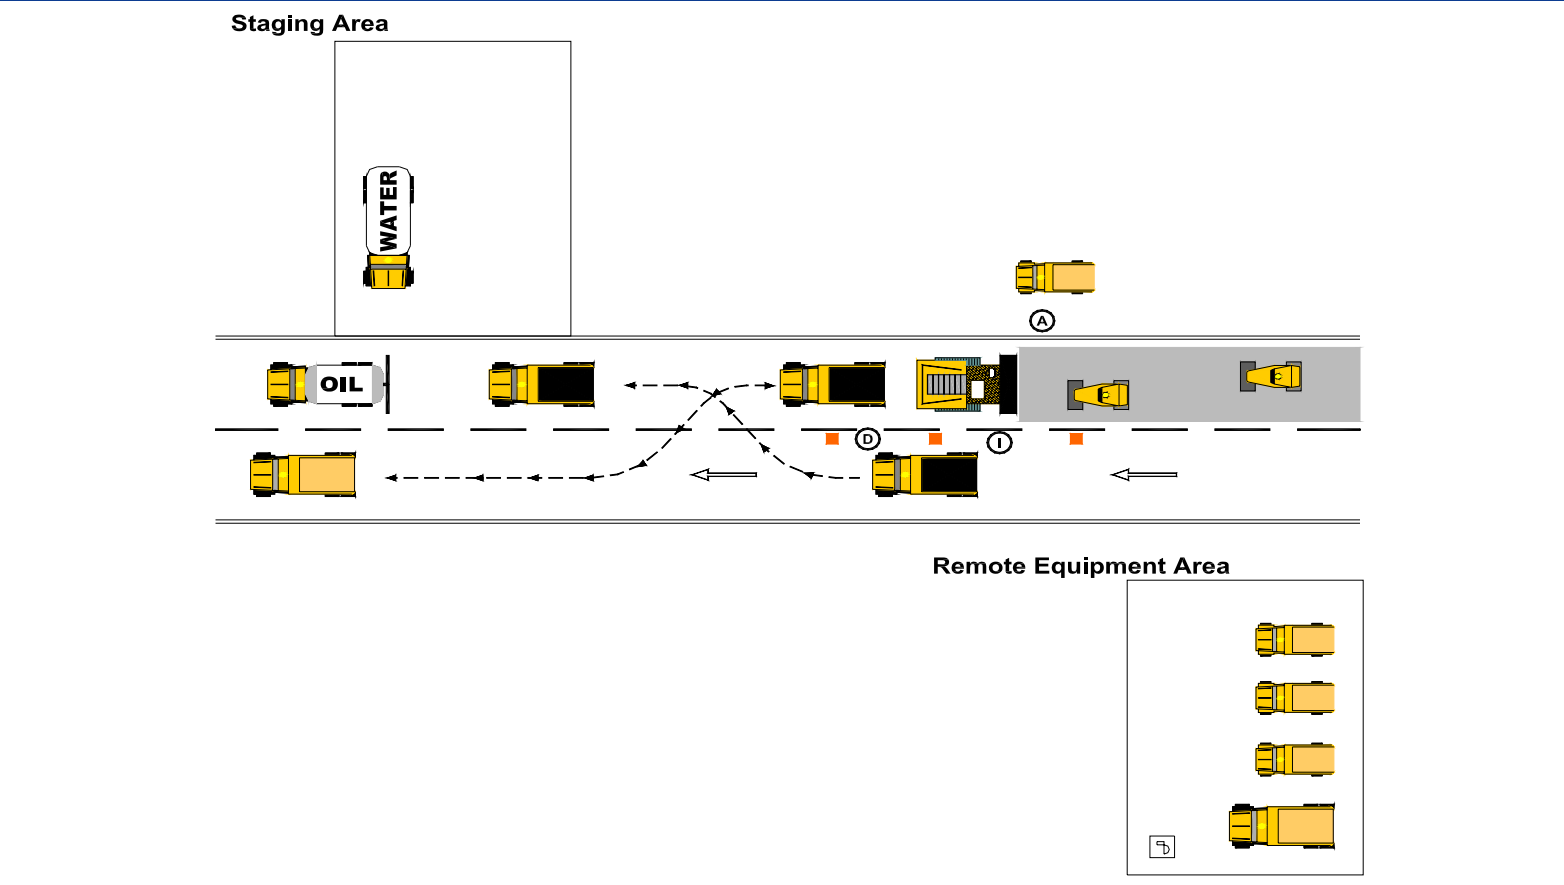 Staging Area
WATER
A
OIL
D
I
Remote Equipment Area